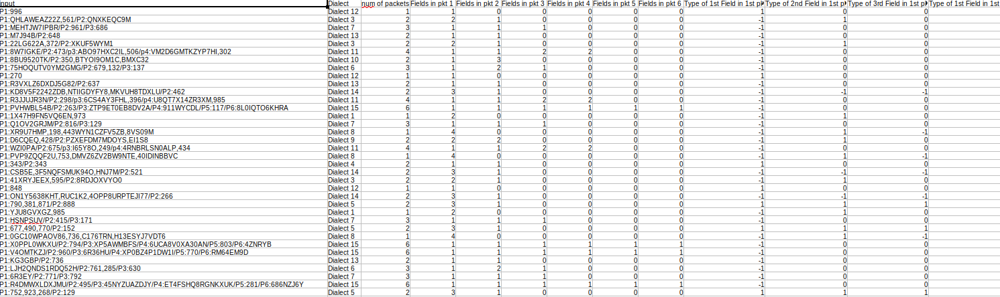 input Dialect num of packets Fields in pkt 1 Fields in pkt 2 Fields in pkt 3 Fields in pkt 4 Fields in pkt 5 Fields in pkt 6 Type of 1st Field in 1st pk Type of 2nd Field in 1st pk Type of 3rd Field in 1st pk Type of 1st Field in 1st
P1:996 Dialect 12 1 1 0 0 0 0 0 1 0 0
P1:QHLAWEAZ22Z,561/P2:QNXKEQC9M Dialect 3 2 2 1 0 0 0 0 -1 1 0
P1:MEHTJW7IPBR/P2:961/P3:686 Dialect 7 3 1 1 1 0 0 0 -1 0 0
P1:M7J94B/P2:648 Dialect 13 2 1 1 0 0 0 0 -1 0 0
P1:22LG622A,372/P2:XKUF5WYM1 Dialect 3 2 2 1 0 0 0 0 -1 1 0
P1:8W7IGKE/P2:473/p3:ABO97HXC2IL,506/p4:VM2D6GMTKZYP7HI,302 Dialect 11 4 1 1 2 2 0 0 -1 0 0
P1:8BU9520TK/P2:350,BTYOI9OM1C,BMXC32 Dialect 10 2 1 3 0 0 0 0 -1 0 0
P1:75HOQUTV0YM2GMG/P2:679,132/P3:137 Dialect 6 3 1 2 1 0 0 0 -1 0 0
P1:270 Dialect 12 1 1 0 0 0 0 0 1 0 0
P1:R3VXLZ6DXDJ5G82/P2:637 Dialect 13 2 1 1 0 0 0 0 -1 0 0
P1:KD8V5F2242ZDB,NTIIGDYFY8,MKVUH8TDXLU/P2:462 Dialect 14 2 3 1 0 0 0 0 -1 -1 -1
P1:R3JJUJR3N/P2:298/p3:6CS4AY3FHL,396/p4:U8QT7X14ZR3XM,985 Dialect 11 4 1 1 2 2 0 0 -1 0 0
P1:PVHWBL54B/P2:263/P3:ZTP9ET0EB8DV2A/P4:911WYCDL/P5:117/P6:8L0IQTO6KHRA Dialect 15 6 1 1 1 1 1 1 -1 0 0
P1:1X47H9FN5VQ6EN,973 Dialect 1 1 2 0 0 0 0 0 -1 1 0
P1:Q1OV2GRJM/P2:816/P3:129 Dialect 7 3 1 1 1 0 0 0 -1 0 0
P1:XR9U7HMP,198,443WYN1CZFV5ZB,8VS09M Dialect 8 1 4 0 0 0 0 0 -1 1 -1
P1:D6CQEQ,428/P2:PZXEFDM7MDOYS,EI1S8 Dialect 9 2 2 2 0 0 0 0 -1 1 0
P1:WZI0PA/P2:675/p3:I65Y8O,249/p4:4RNBRLSN0ALP,434 Dialect 11 4 1 1 2 2 0 0 -1 0 0
P1:PVP9ZQQF2U,753,DMVZ6ZV2BW9NTE,40IDINBBVC Dialect 8 1 4 0 0 0 0 0 -1 1 -1
P1:343/P2:343 Dialect 4 2 1 1 0 0 0 0 1 0 0
P1:CSB5E,3F5NQFSMUK94O,HNJ7M/P2:521 Dialect 14 2 3 1 0 0 0 0 -1 -1 -1
P1:41XRYJEEX,595/P2:8RDJOXVYO0 Dialect 3 2 2 1 0 0 0 0 -1 1 0
P1:848 Dialect 12 1 1 0 0 0 0 0 1 0 0
P1:ON1Y5638KHT,RUC1K2,4OPP8URPTEJI77/P2:266 Dialect 14 2 3 1 0 0 0 0 -1 -1 -1
P1:790,381,871/P2:888 Dialect 5 2 3 1 0 0 0 0 1 1 1
P1:YJU8GVXGZ,985 Dialect 1 1 2 0 0 0 0 0 -1 1 0
P1:HSNPSUV/P2:415/P3:171 Dialect 7 3 1 1 1 0 0 0 -1 0 0
P1:677,490,770/P2:152 Dialect 5 2 3 1 0 0 0 0 1 1 1
P1:0GC10WPAOV86,736,C176TRN,H13ESYJ7VDT6 Dialect 8 1 4 0 0 0 0 0 -1 1 -1
P1:X0PPL0WKXU/P2:794/P3:XP5AWMBFS/P4:6UCA8V0XA30AN/P5:803/P6:4ZNRYB Dialect 15 6 1 1 1 1 1 1 -1 0 0
P1:V4OMTKZJ/P2:960/P3:6R36HU/P4:XP0BZ4P1DW1I/P5:770/P6:RM64EM9D Dialect 15 6 1 1 1 1 1 1 -1 0 0
P1:KG3GBP/P2:736 Dialect 13 2 1 1 0 0 0 0 -1 0 0
P1:LJH2QNDS1RDQ52H/P2:761,285/P3:630 Dialect 6 3 1 2 1 0 0 0 -1 0 0
P1:6R3EY/P2:771/P3:792 Dialect 7 3 1 1 1 0 0 0 -1 0 0
P1:R4DMWXLDXJMU/P2:495/P3:45NYZUAZDJY/P4:ET4FSHQ8RGNKXUK/P5:281/P6:686NZJ6Y Dialect 15 6 1 1 1 1 1 1 -1 0 0
P1:752,923,268/P2:129 Dialect 5 2 3 1 0 0 0 0 1 1 1